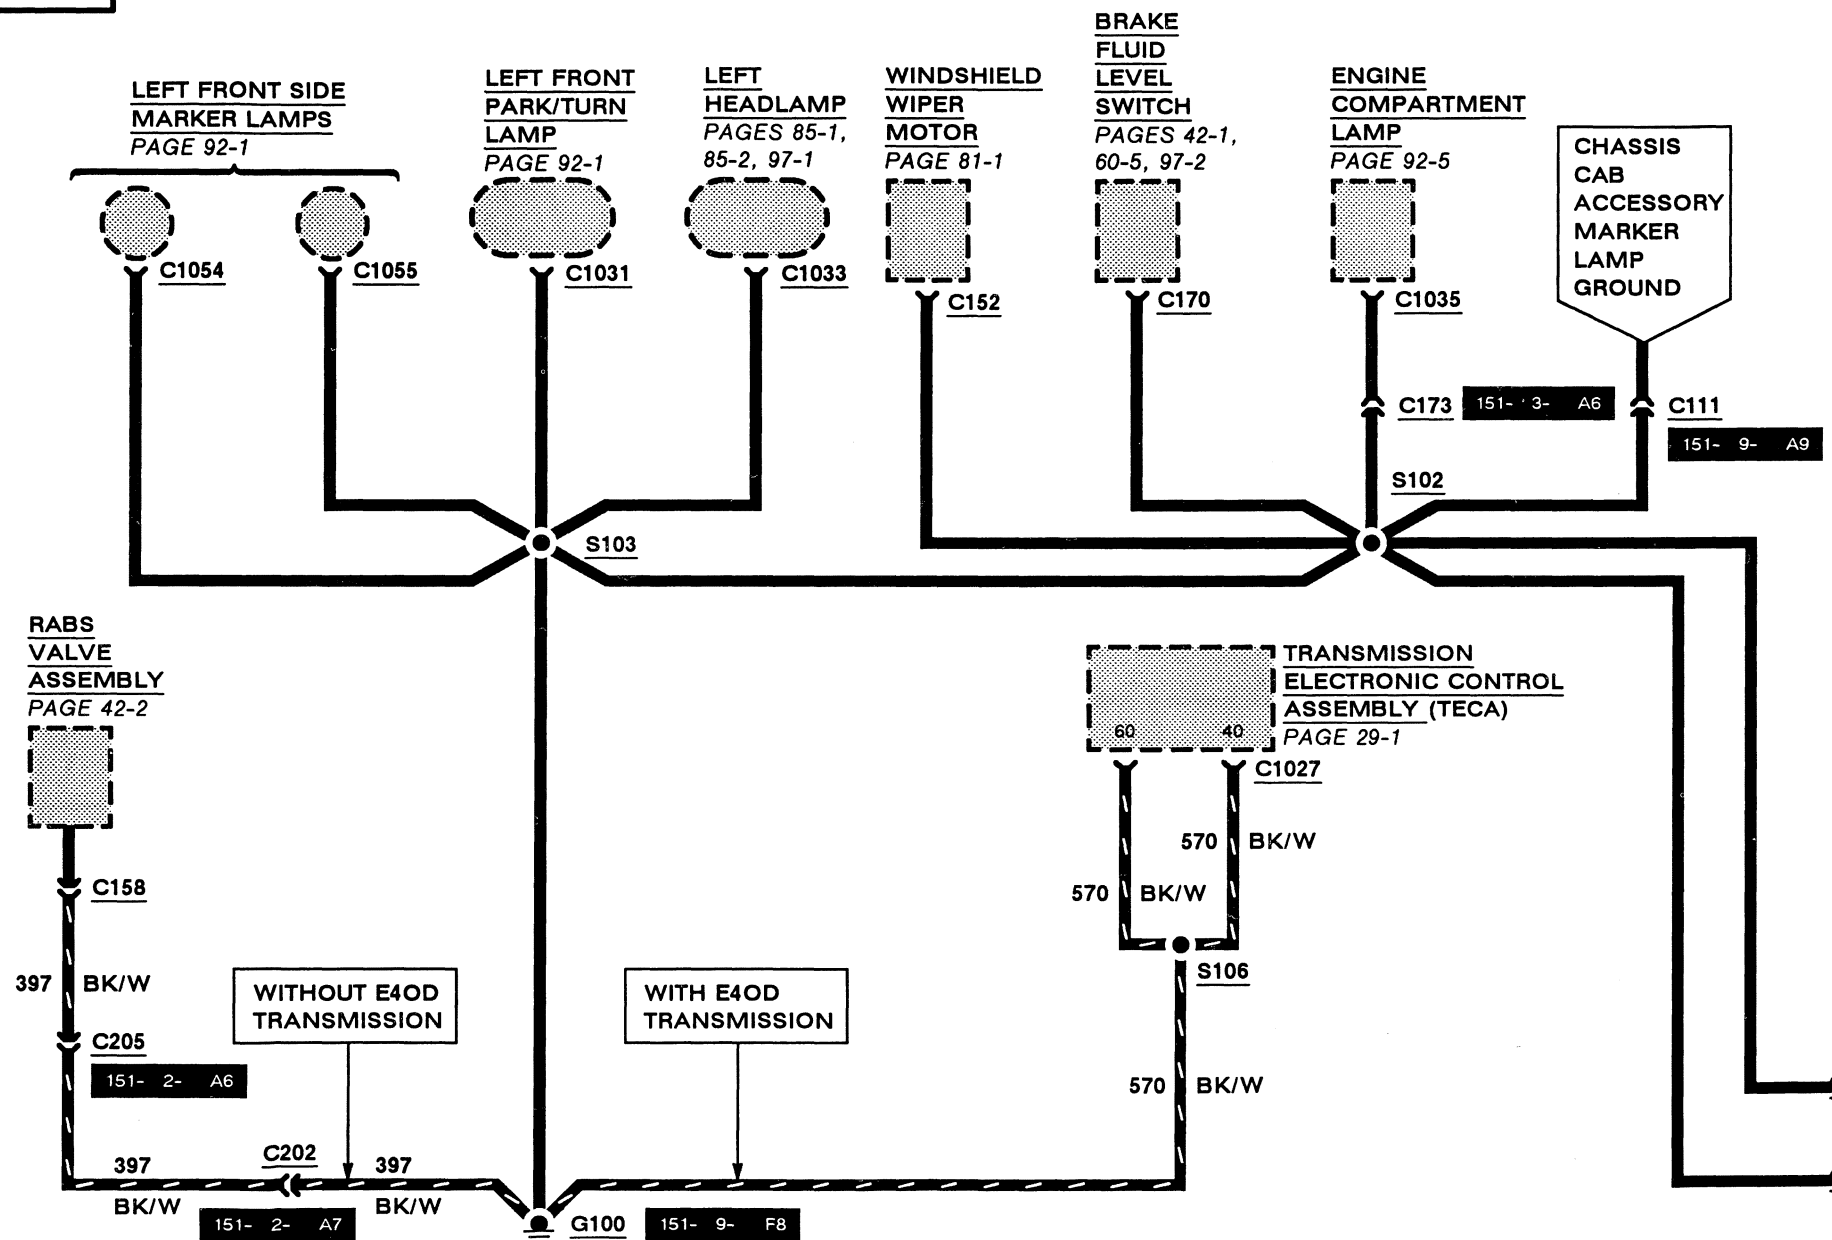 LEFT FRONT SIDE
MARKER LAMPS
PAGE 92-1
LEFT FRONT
PARK/TURN
LAMP
PAGE 92-1
LEFT
HEADLAMP
PAGES 85-1,
85-2, 97-1
WINDSHIELD
WIPER
MOTOR
PAGE 81-1
BRAKE
FLUID
LEVEL
SWITCH
PAGES 42-1,
60-5, 97-2
ENGINE
COMPARTMENT
LAMP
PAGE 92-5
CHASSIS
CAB
ACCESSORY
MARKER
LAMP
GROUND
C1054
C1055
C1031
C1033
C152
C170
C1035
C173
151- 3- A6
C111
151- 9- A9
S102
S103
RABS
VALVE
ASSEMBLY
PAGE 42-2
TRANSMISSION
ELECTRONIC CONTROL
ASSEMBLY (TECA)
PAGE 29-1
60
40
C1027
570 BK/W
570 BK/W
C158
S106
397 BK/W
WITHOUT E4OD
TRANSMISSION
WITH E4OD
TRANSMISSION
C205
151- 2- A6
570 BK/W
397
BK/W
C202
151- 2- A7
397
BK/W
G100
151- 9- F8